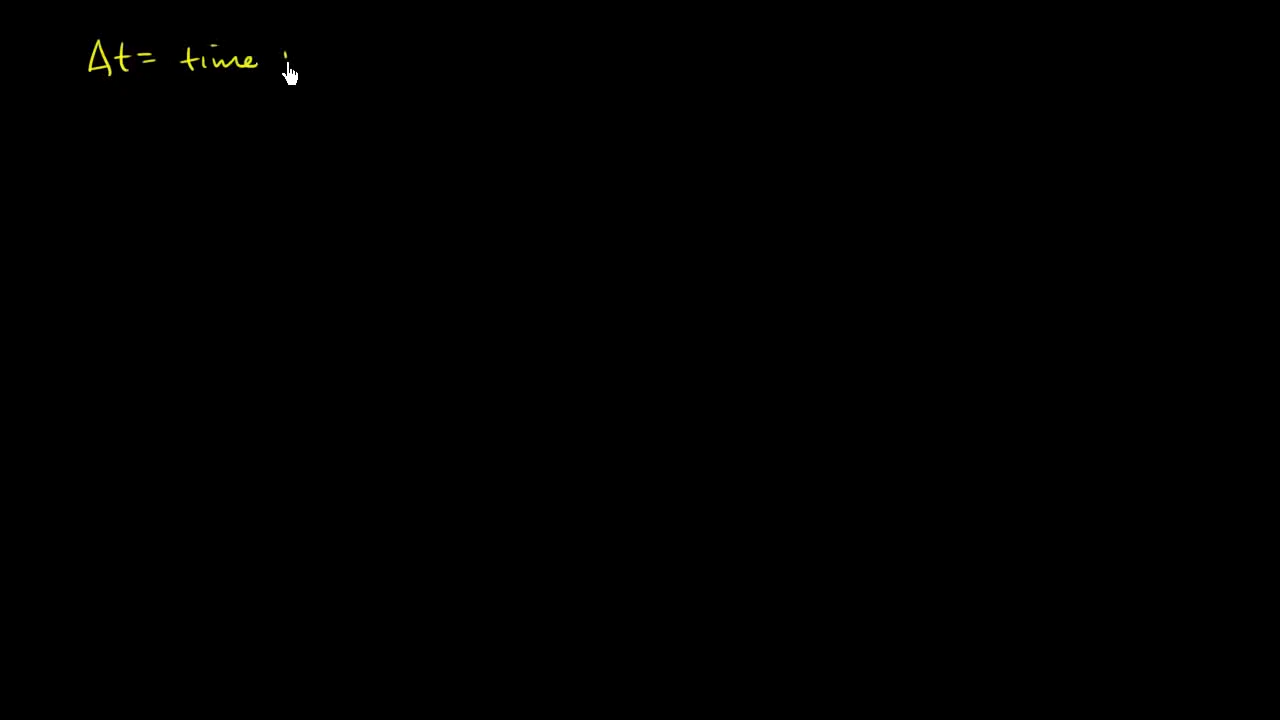 Δt = time